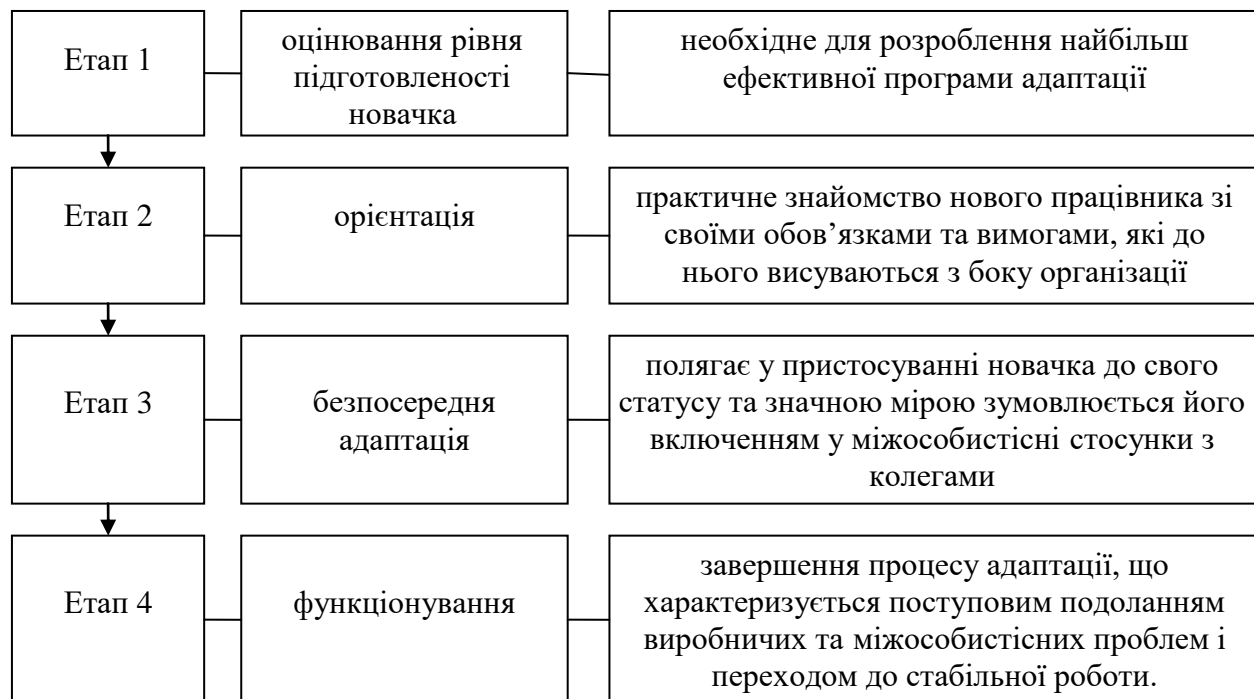 Етап 1
оцінювання рівня
підготовленості
новачка
необхідне для розроблення найбільш
ефективної програми адаптації
Етап 2
орієнтація
практичне знайомство нового працівника зі
своїми обов’язками та вимогами, які до
нього висуваються з боку організації
Етап 3
безпосередня
адаптація
полягає у пристосуванні новачка до свого
статусу та значною мірою зумовлюється його
включенням у міжособистісні стосунки з
колегами
Етап 4
функціонування
завершення процесу адаптації, що
характеризується поступовим подоланням
виробничих та міжособистісних проблем і
переходом до стабільної роботи.